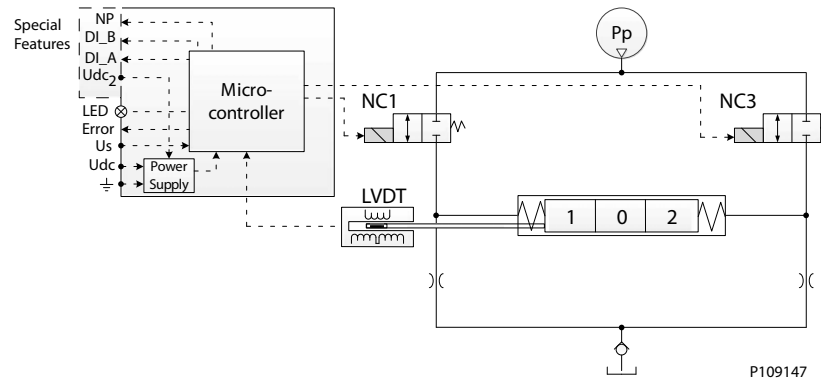 Special
Features
NP
DI_B
DI_A
Udc2
LED
Error
Us
Udc
Micro-
controller
Power
Supply
Pp
NC1
NC3
LVDT
1 0 2
P109147